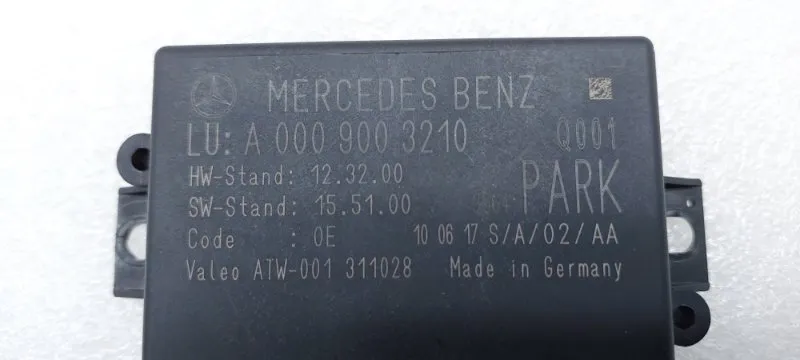 MERCEDES BENZ
LU: A 000 900 3210 Q001
HW-Stand: 12.32.00
SW-Stand: 15.51.00 PARK
Code : 0E 10 06 17 S/A/02/AA
Valeo ATW-001 311028 Made in Germany